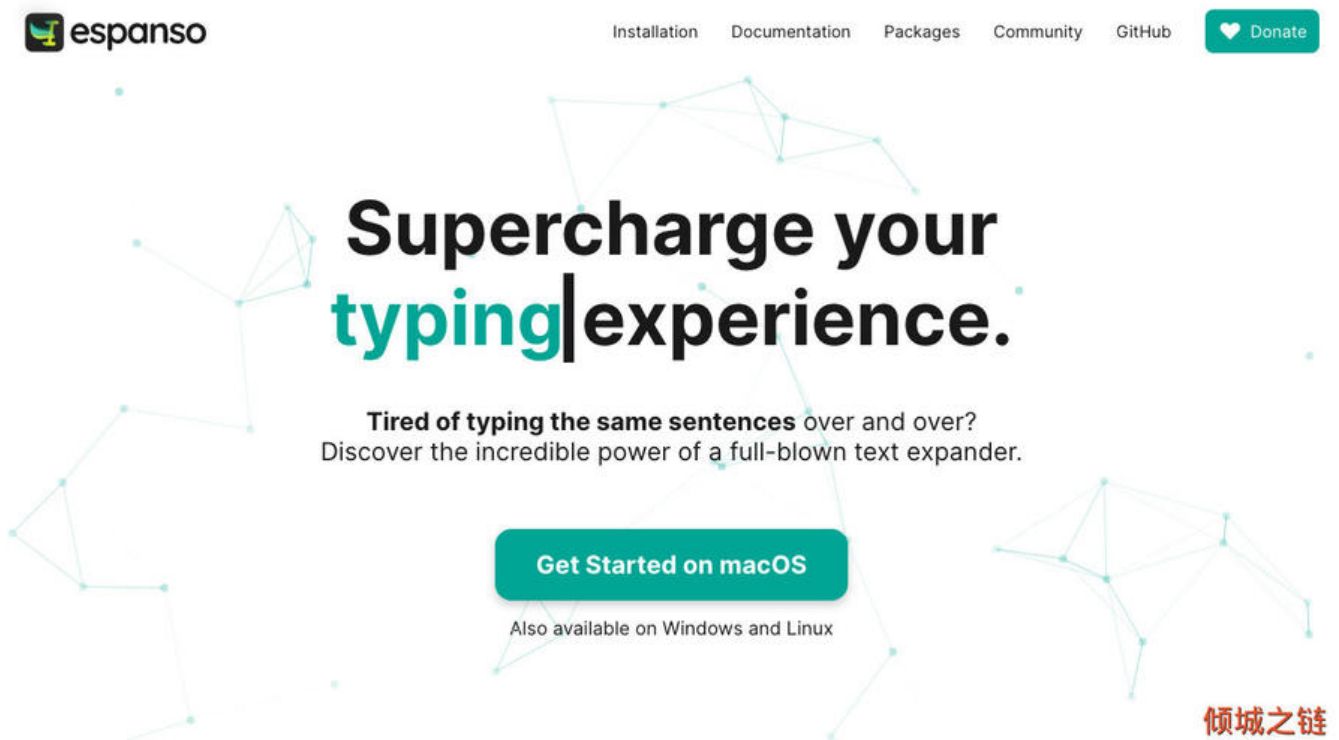 espanso
Installation
Documentation
Packages
Community
GitHub
Donate
Supercharge your
typing experience.
Tired of typing the same sentences over and over?
Discover the incredible power of a full-blown text expander.
Get Started on macOS
Also available on Windows and Linux
倾城之链